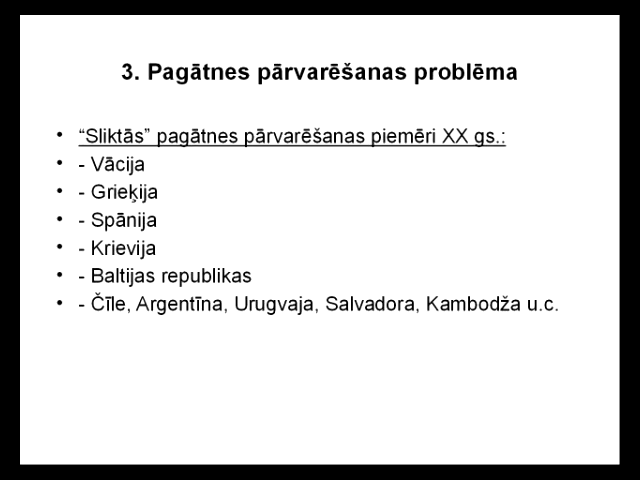 3. Pagātnes pārvarēšanas problēma
• “Sliktās” pagātnes pārvarēšanas piemēri XX gs.:
• - Vācija
• - Grieķija
• - Spānija
• - Krievija
• - Baltijas republikas
• - Čīle, Argentīna, Urugvaja, Salvadora, Kambodža u.c.